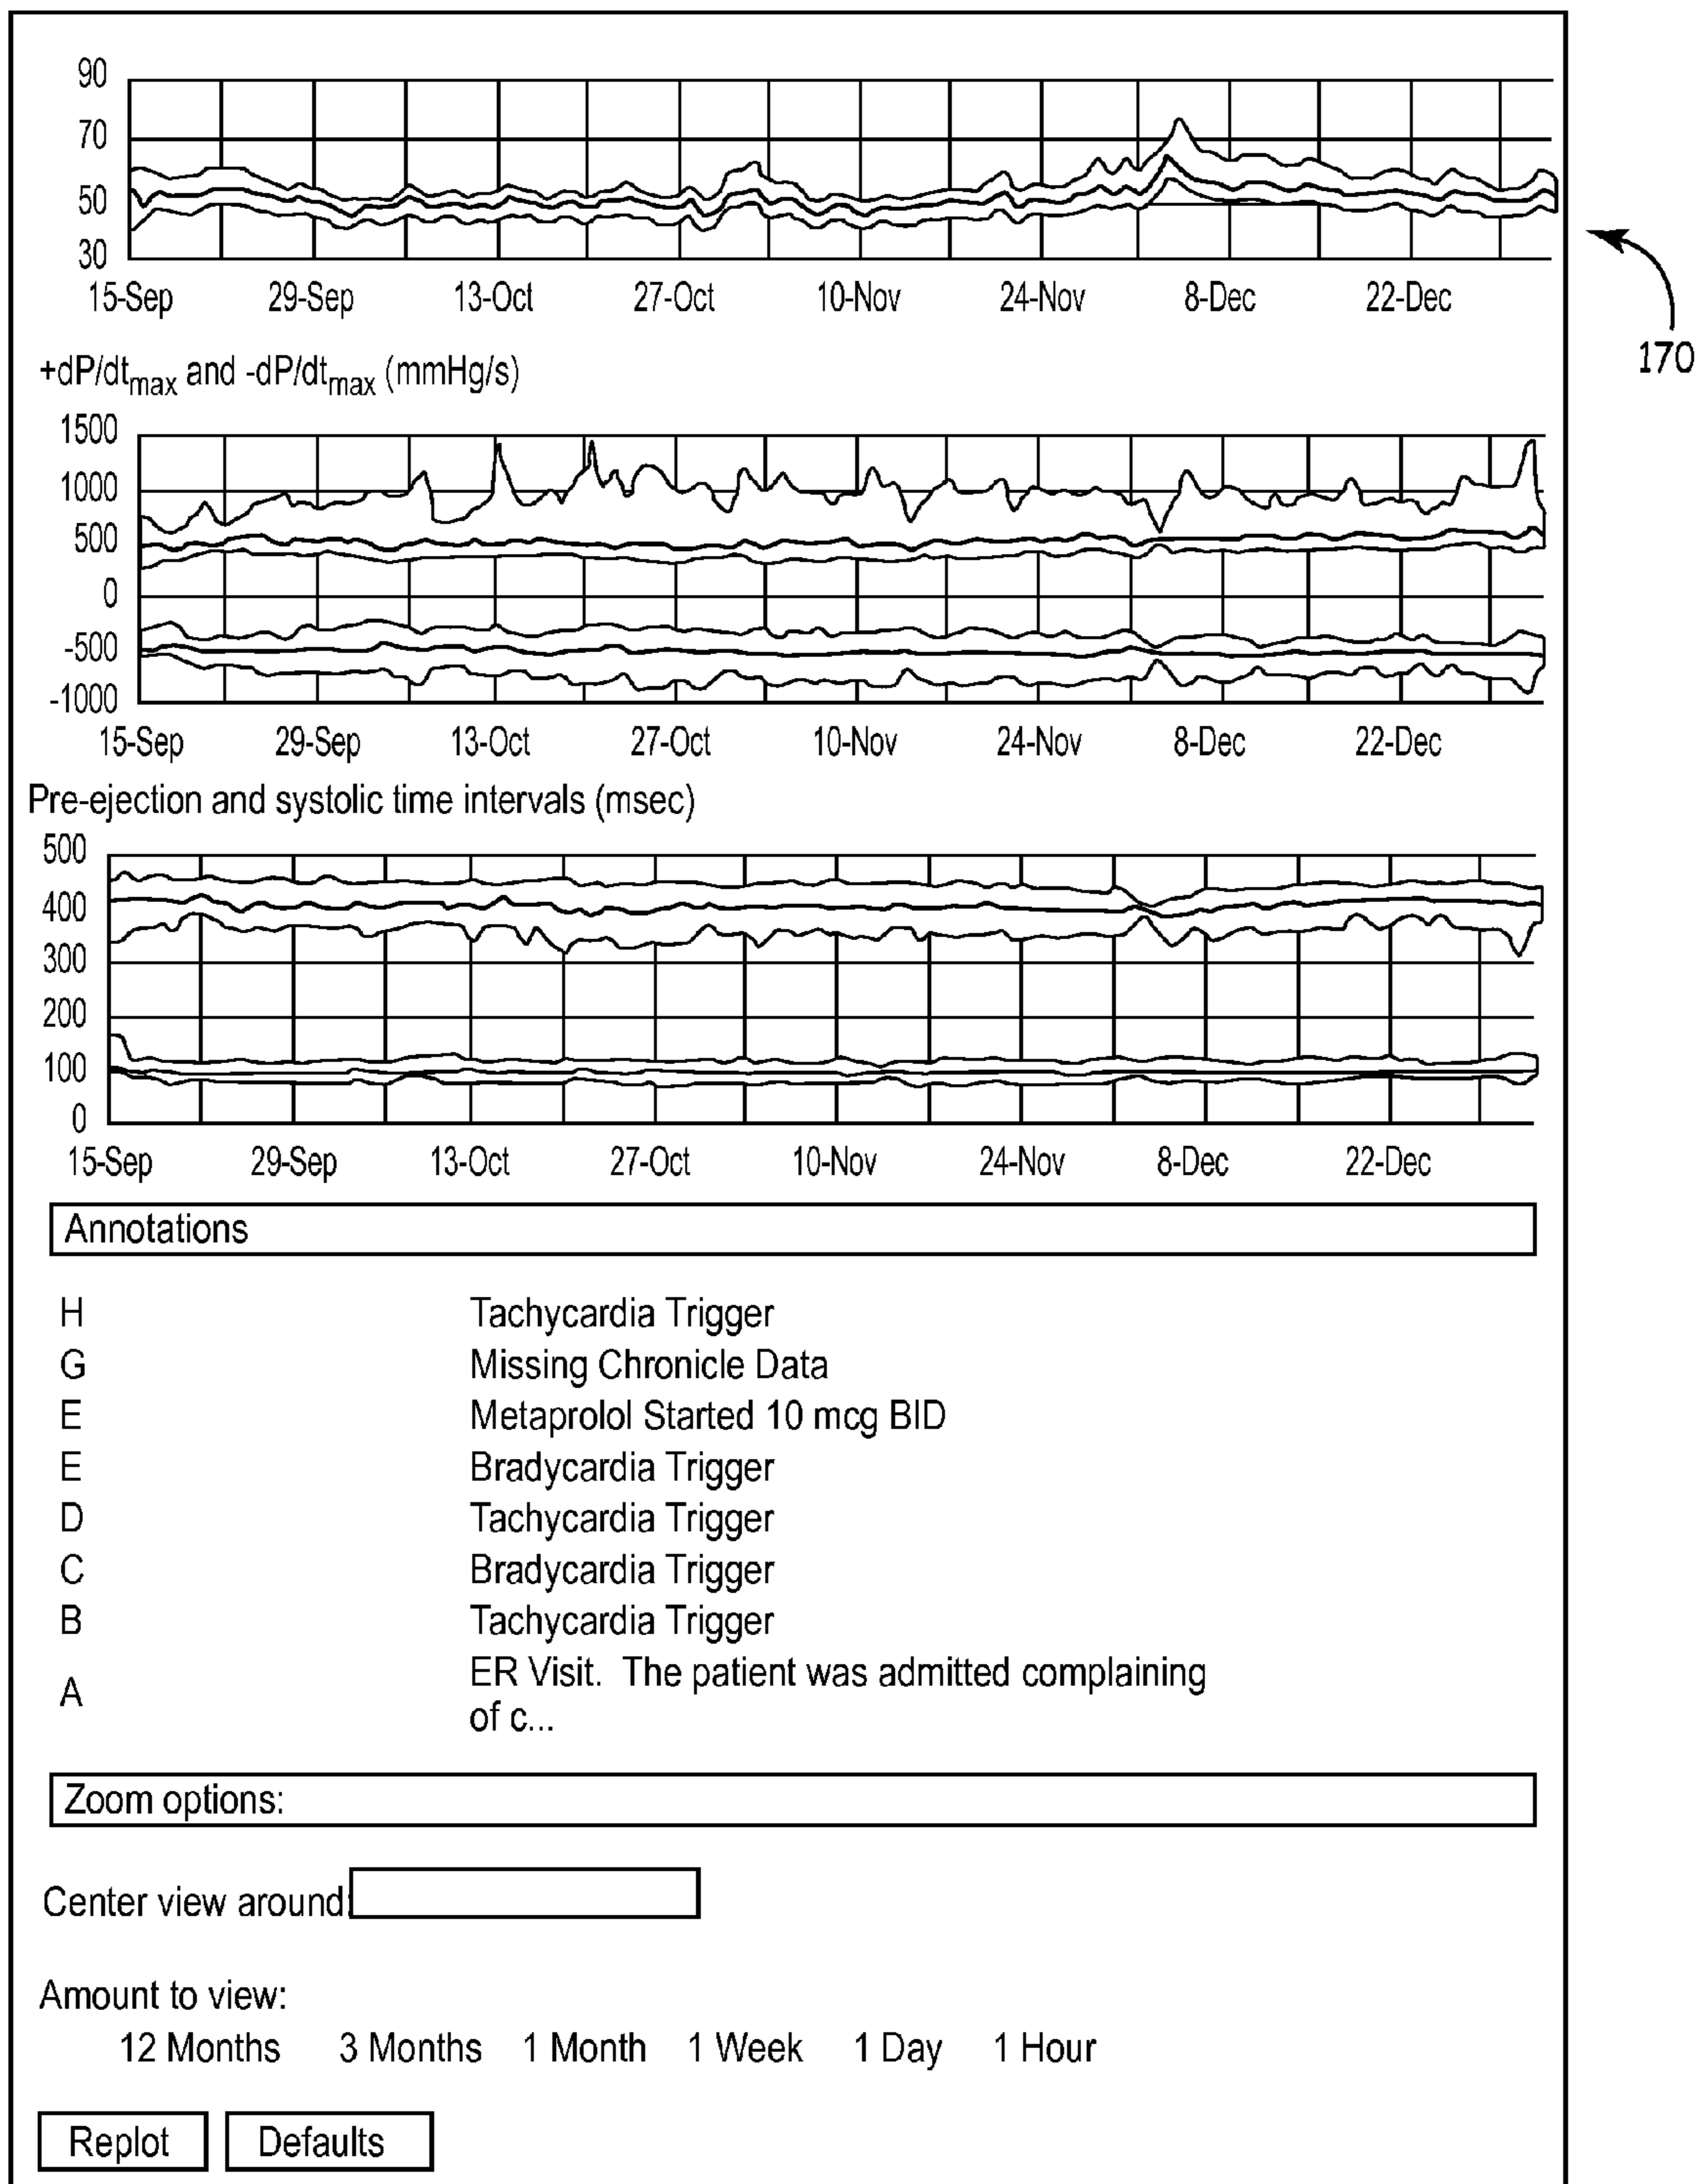 90
70
50
30
15-Sep 29-Sep 13-Oct 27-Oct 10-Nov 24-Nov 8-Dec 22-Dec
170
+dP/dtmax and -dP/dtmax (mmHg/s)
1500
1000
500
0
-500
-1000
15-Sep 29-Sep 13-Oct 27-Oct 10-Nov 24-Nov 8-Dec 22-Dec
Pre-ejection and systolic time intervals (msec)
500
400
300
200
100
0
15-Sep 29-Sep 13-Oct 27-Oct 10-Nov 24-Nov 8-Dec 22-Dec
Annotations
H Tachycardia Trigger
G Missing Chronicle Data
E Metaprolol Started 10 mcg BID
E Bradycardia Trigger
D Tachycardia Trigger
C Bradycardia Trigger
B Tachycardia Trigger
A ER Visit. The patient was admitted complaining
of c...
Zoom options:
Center view around:
Amount to view:
12 Months 3 Months 1 Month 1 Week 1 Day 1 Hour
Replot Defaults